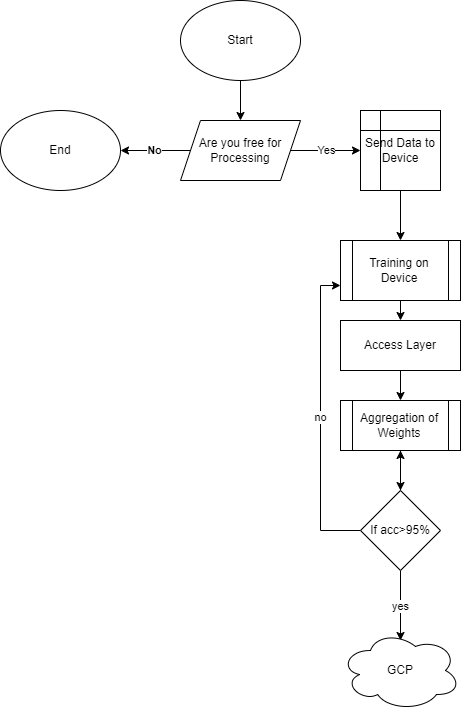 Start
End
No
Are you free for
Processing
Yes
Send Data to
Device
Training on
Device
Access Layer
no
Aggregation of
Weights
If acc>95%
yes
GCP